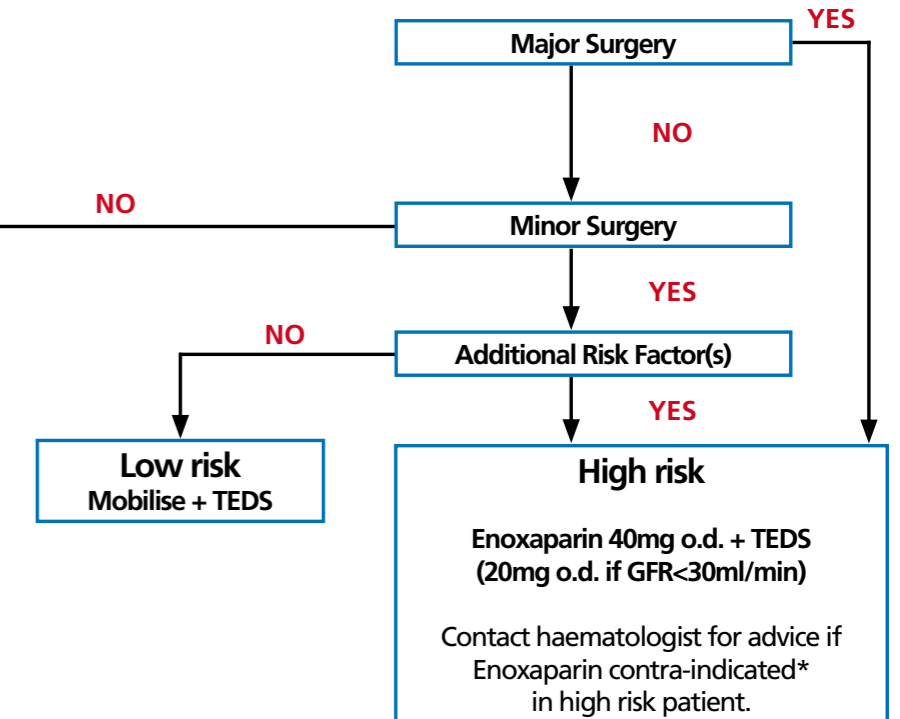 YES
Major Surgery
NO
NO
Minor Surgery
YES
NO
Additional Risk Factor(s)
YES
Low risk
Mobilise + TEDS
High risk
Enoxaparin 40mg o.d. + TEDS
(20mg o.d. if GFR<30ml/min)
Contact haematologist for advice if
Enoxaparin contra-indicated*
in high risk patient.